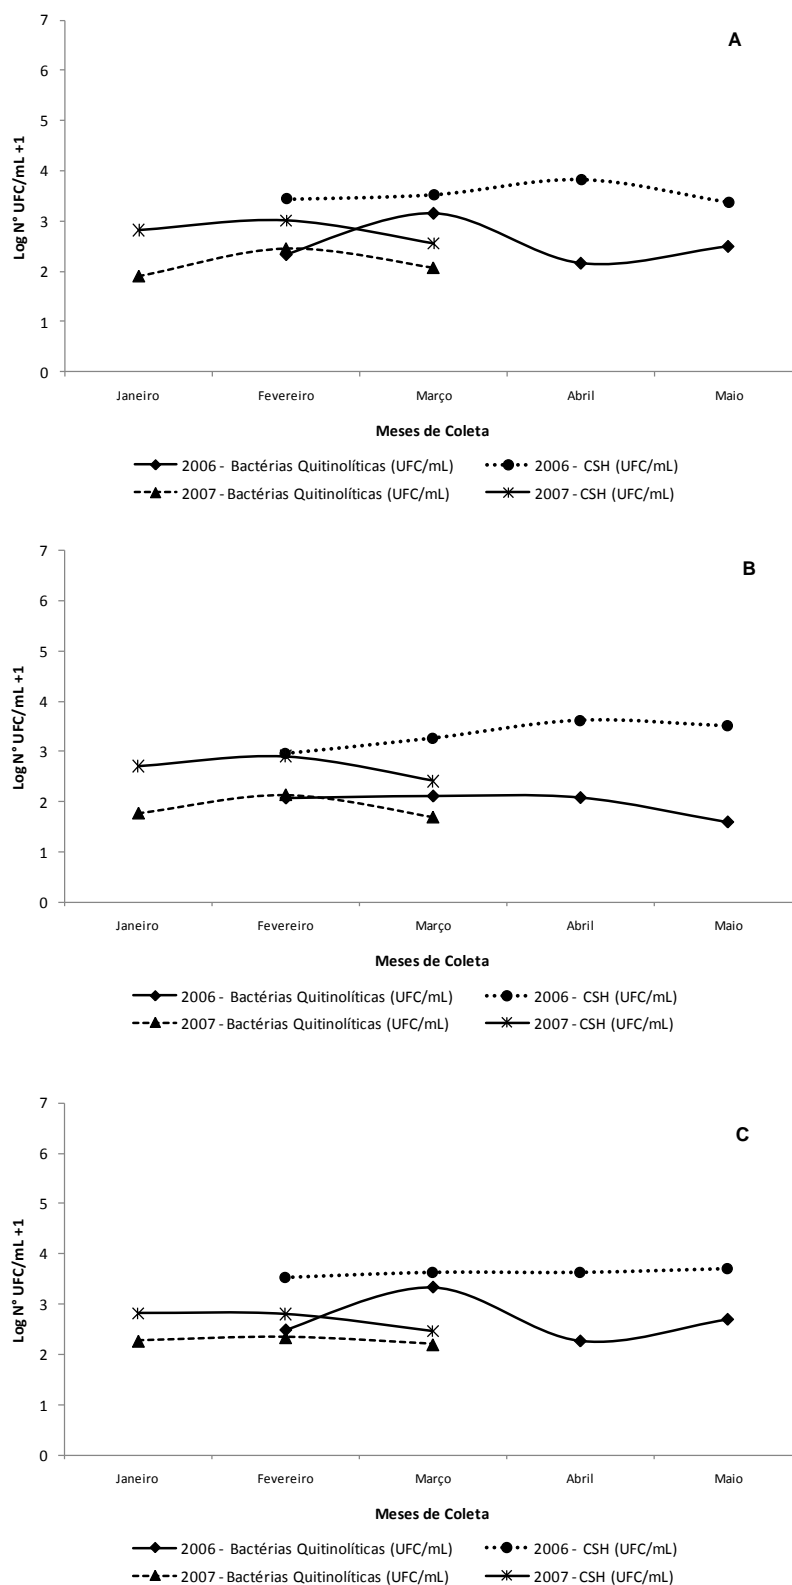 A
7
6
5
4
3
2
1
0
Log N° UFC/mL +1
Janeiro Fevereiro Março Abril Maio
Meses de Coleta
2006 - Bactérias Quitinolíticas (UFC/mL) 2006 - CSH (UFC/mL)
2007 - Bactérias Quitinolíticas (UFC/mL) 2007 - CSH (UFC/mL)
B
7
6
5
4
3
2
1
0
Log N° UFC/mL +1
Janeiro Fevereiro Março Abril Maio
Meses de Coleta
2006 - Bactérias Quitinolíticas (UFC/mL) 2006 - CSH (UFC/mL)
2007 - Bactérias Quitinolíticas (UFC/mL) 2007 - CSH (UFC/mL)
C
7
6
5
4
3
2
1
0
Log N° UFC/mL +1
Janeiro Fevereiro Março Abril Maio
Meses de Coleta
2006 - Bactérias Quitinolíticas (UFC/mL) 2006 - CSH (UFC/mL)
2007 - Bactérias Quitinolíticas (UFC/mL) 2007 - CSH (UFC/mL)